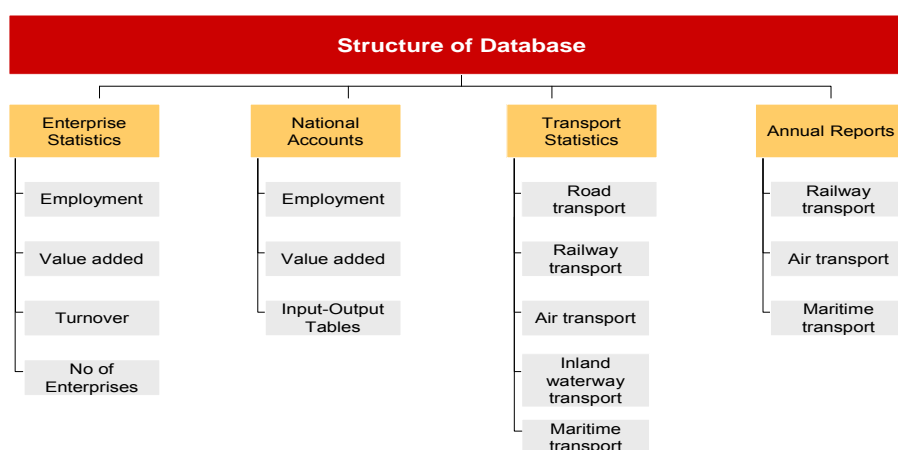 Structure of Database
Enterprise
Statistics
Employment
Value added
Turnover
No of
Enterprises
National
Accounts
Employment
Value added
Input-Output
Tables
Transport
Statistics
Road
transport
Railway
transport
Air transport
Inland
waterway
transport
Maritime
transport
Annual Reports
Railway
transport
Air transport
Maritime
transport